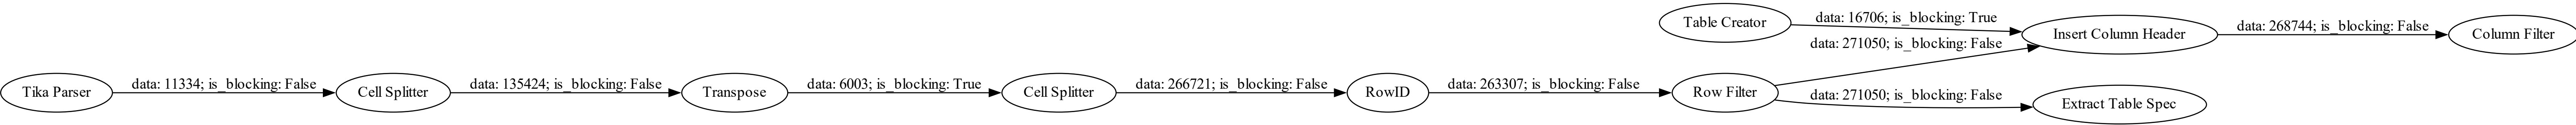 Table Creator
data: 16706; is_blocking: True
Insert Column Header
data: 268744; is_blocking: False
Column Filter
data: 271050; is_blocking: False
Tika Parser
data: 11334; is_blocking: False
Cell Splitter
data: 135424; is_blocking: False
Transpose
data: 6003; is_blocking: True
Cell Splitter
data: 266721; is_blocking: False
RowID
data: 263307; is_blocking: False
Row Filter
data: 271050; is_blocking: False
Extract Table Spec